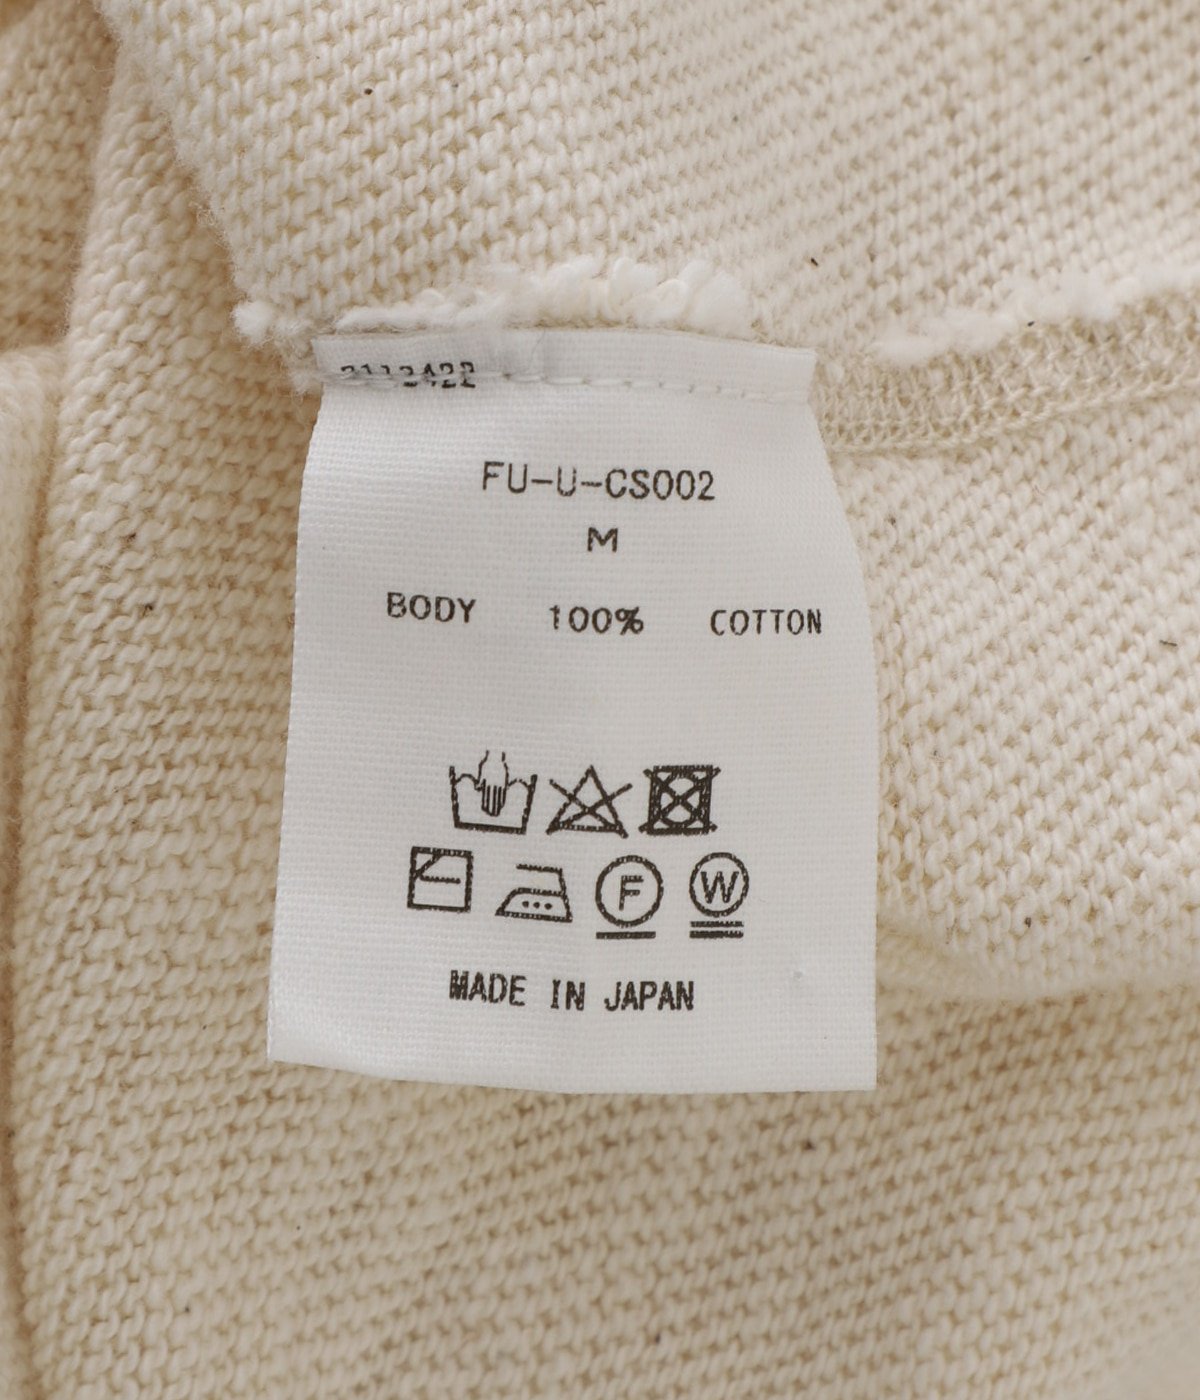 FU-U-CS002
M
BODY 100% COTTON
F W
MADE IN JAPAN